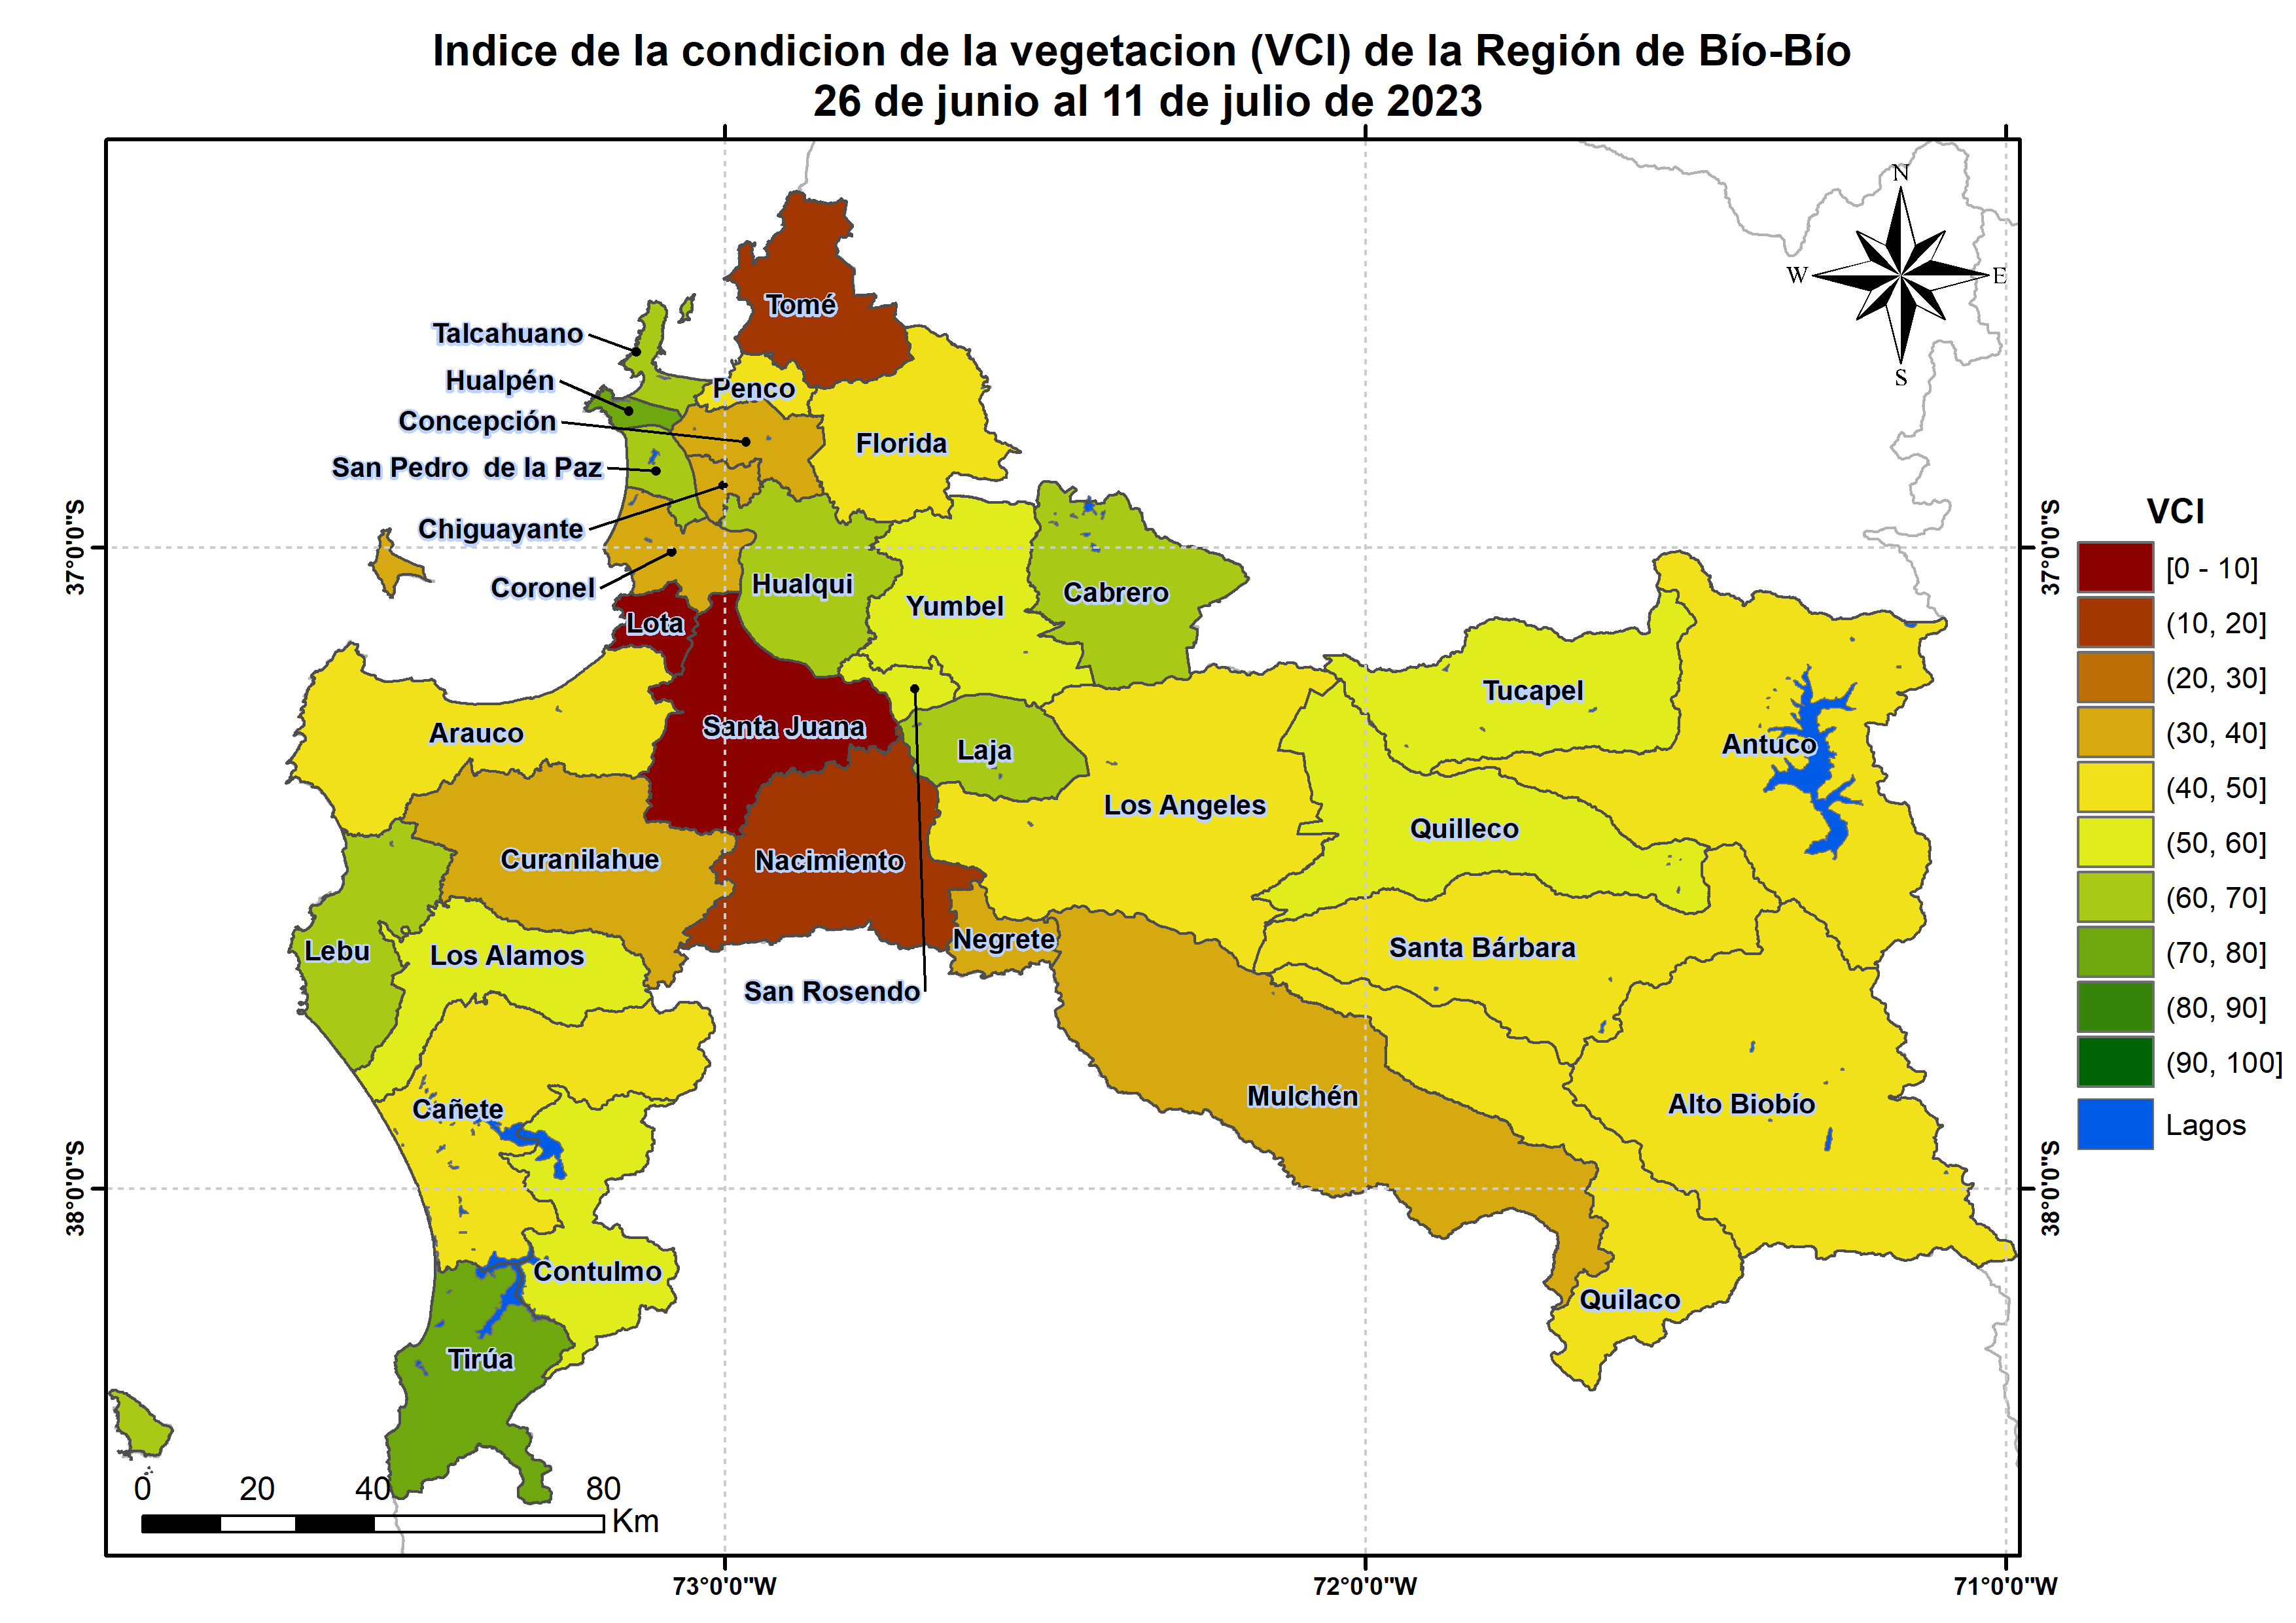 Indice de la condicion de la vegetacion (VCI) de la Región de Bío-Bío
26 de junio al 11 de julio de 2023
N
W
E
S
Tomé
Talcahuano
Hualpén
Penco
Concepción
Florida
San Pedro  de la Paz
Chiguayante
Coronel
Hualqui
Yumbel
Cabrero
Lota
Santa Juana
Arauco
Laja
Tucapel
Antuco
Los Angeles
Quilleco
Curanilahue
Nacimiento
Negrete
Santa Bárbara
Lebu
Los Alamos
San Rosendo
Mulchén
Alto Biobío
Cañete
Contulmo
Quilaco
Tirúa
37°0'0"S
38°0'0"S
37°0'0"S
38°0'0"S
VCI
[0 - 10]
(10, 20]
(20, 30]
(30, 40]
(40, 50]
(50, 60]
(60, 70]
(70, 80]
(80, 90]
(90, 100]
Lagos
0 20 40 80
Km
73°0'0"W 72°0'0"W 71°0'0"W